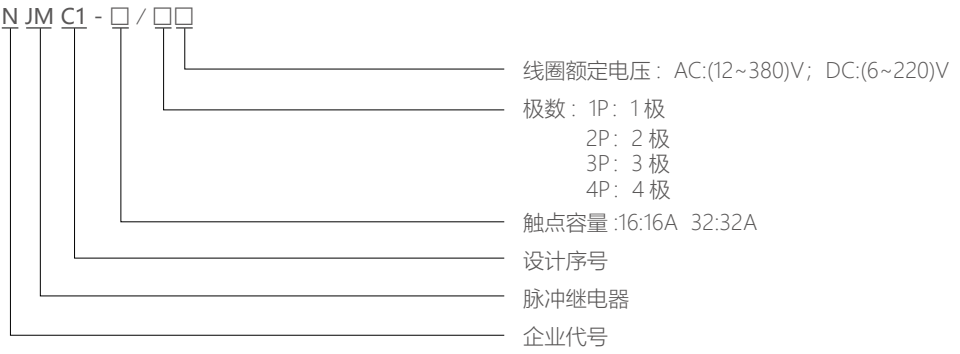 N JM C1 - □ / □□
线圈额定电压：AC:(12~380)V；DC:(6~220)V
极数：1P：1极
2P：2极
3P：3极
4P：4极
触点容量:16:16A 32:32A
设计序号
脉冲继电器
企业代号